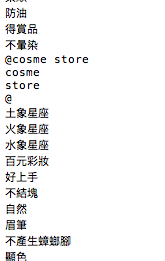 防油
得賞品
不暈染
@cosme store
cosme
store
@
土象星座
火象星座
水象星座
百元彩妝
好上手
不結塊
自然
眉筆
不產生蟑螂腳
顯色